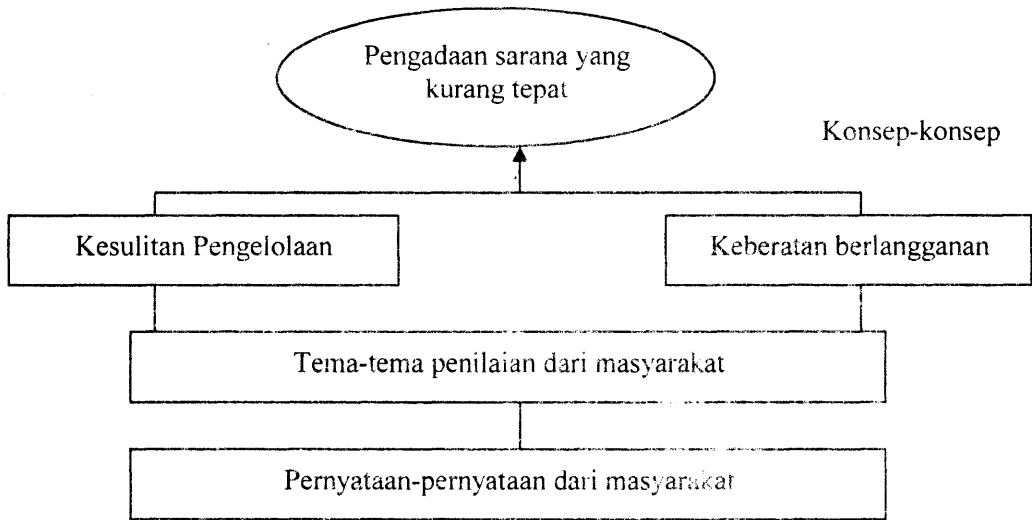 Pengadaan sarana yang
kurang tepat
Konsep-konsep
Kesulitan Pengelolaan
Keberatan berlangganan
Tema-tema penilaian dari masyarakat
Pernyataan-pernyataan dari masyarakat